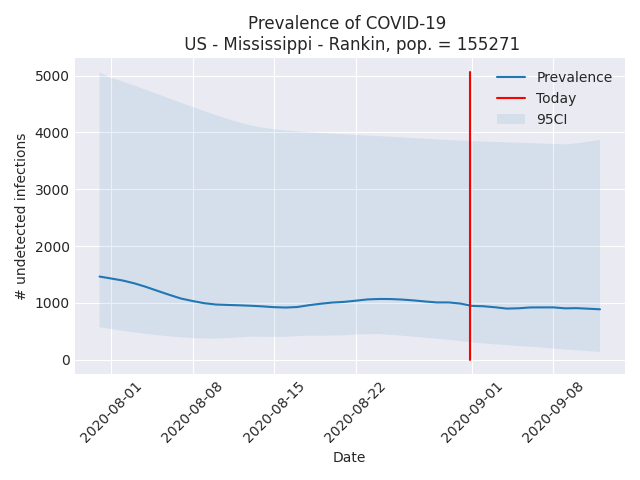 Prevalence of COVID-19
US - Mississippi - Rankin, pop. = 155271
Prevalence
Today
95CI
# undetected infections
5000
4000
3000
2000
1000
0
2020-08-01
2020-08-08
2020-08-15
2020-08-22
2020-09-01
2020-09-08
Date